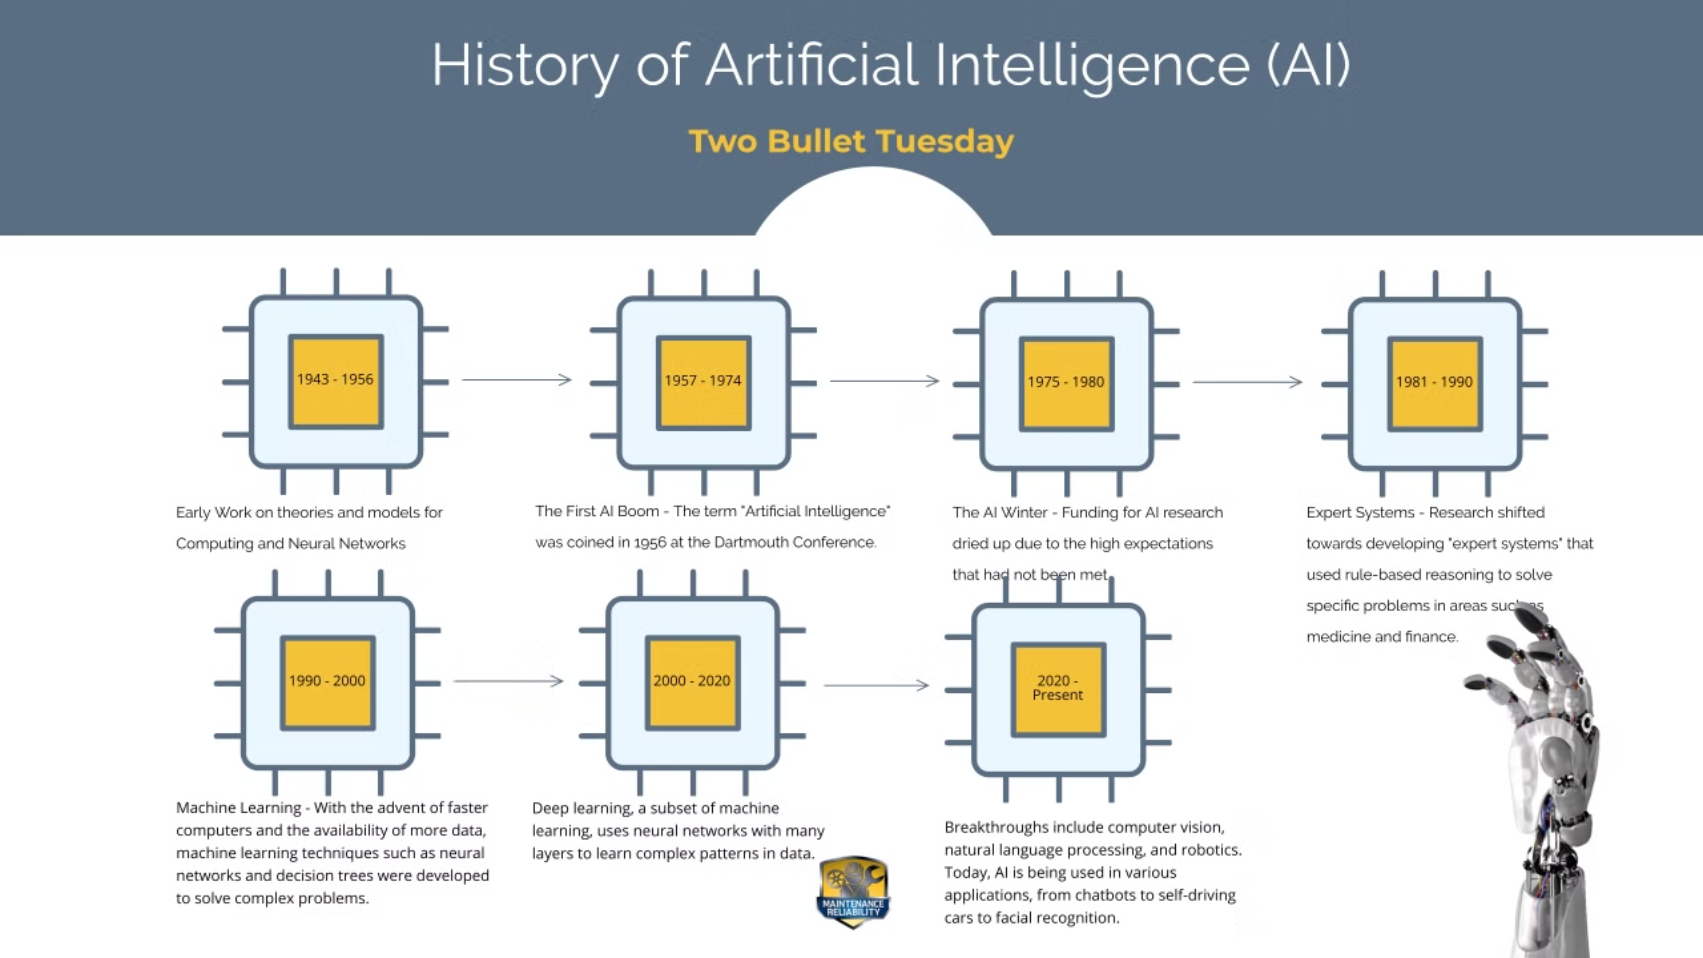 History of Artificial Intelligence (AI)
Two Bullet Tuesday
1943 - 1956
1957 - 1974
1975 - 1980
1981 - 1990
Early Work on theories and models for
Computing and Neural Networks
The First AI Boom - The term "Artificial Intelligence"
was coined in 1956 at the Dartmouth Conference.
The AI Winter - Funding for AI research
dried up due to the high expectations
that had not been met.
Expert Systems - Research shifted
towards developing "expert systems" that
used rule-based reasoning to solve
specific problems in areas such as
medicine and finance.
1990 - 2000
2000 - 2020
2020 -
Present
Machine Learning - With the advent of faster
computers and the availability of more data,
machine learning techniques such as neural
networks and decision trees were developed
to solve complex problems.
Deep learning, a subset of machine
learning, uses neural networks with many
layers to learn complex patterns in data.
Breakthroughs include computer vision,
natural language processing, and robotics.
Today, AI is being used in various
applications, from chatbots to self-driving
cars to facial recognition.
MAINTENANCE
RELIABILITY